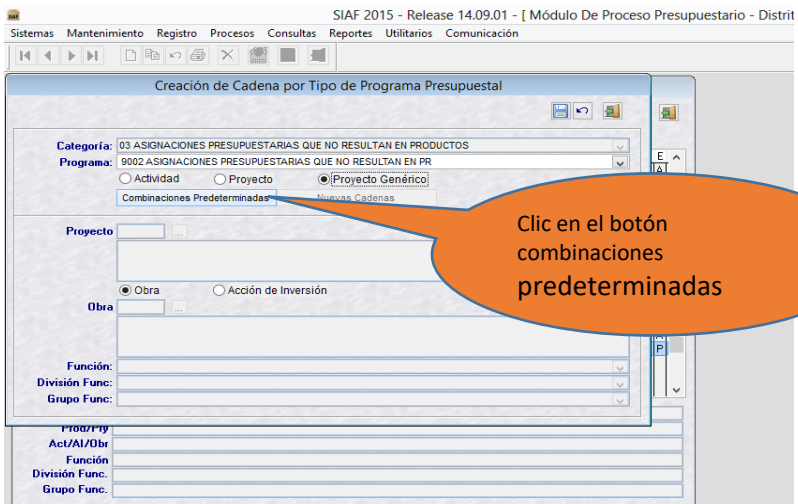 SIAF 2015 - Release 14.09.01 - [ Módulo De Proceso Presupuestario - Distrit
Sistemas Mantenimiento Registro Procesos Consultas Reportes Utilitarios Comunicación
Creación de Cadena por Tipo de Programa Presupuestal
Categoría: 03 ASIGNACIONES PRESUPUESTARIAS QUE NO RESULTAN EN PRODUCTOS
Programa: 9002 ASIGNACIONES PRESUPUESTARIAS QUE NO RESULTAN EN PR
E
A
Actividad Proyecto Proyecto Genérico
Combinaciones Predeterminadas Nuevas Cadenas
Clic en el botón
combinaciones
predeterminadas
Proyecto ...
Obra Acción de Inversión
Obra ...
P
Función:
División Func:
Grupo Func:
Prod/Pry
Act/AI/Obr
Función
División Func.
Grupo Func.